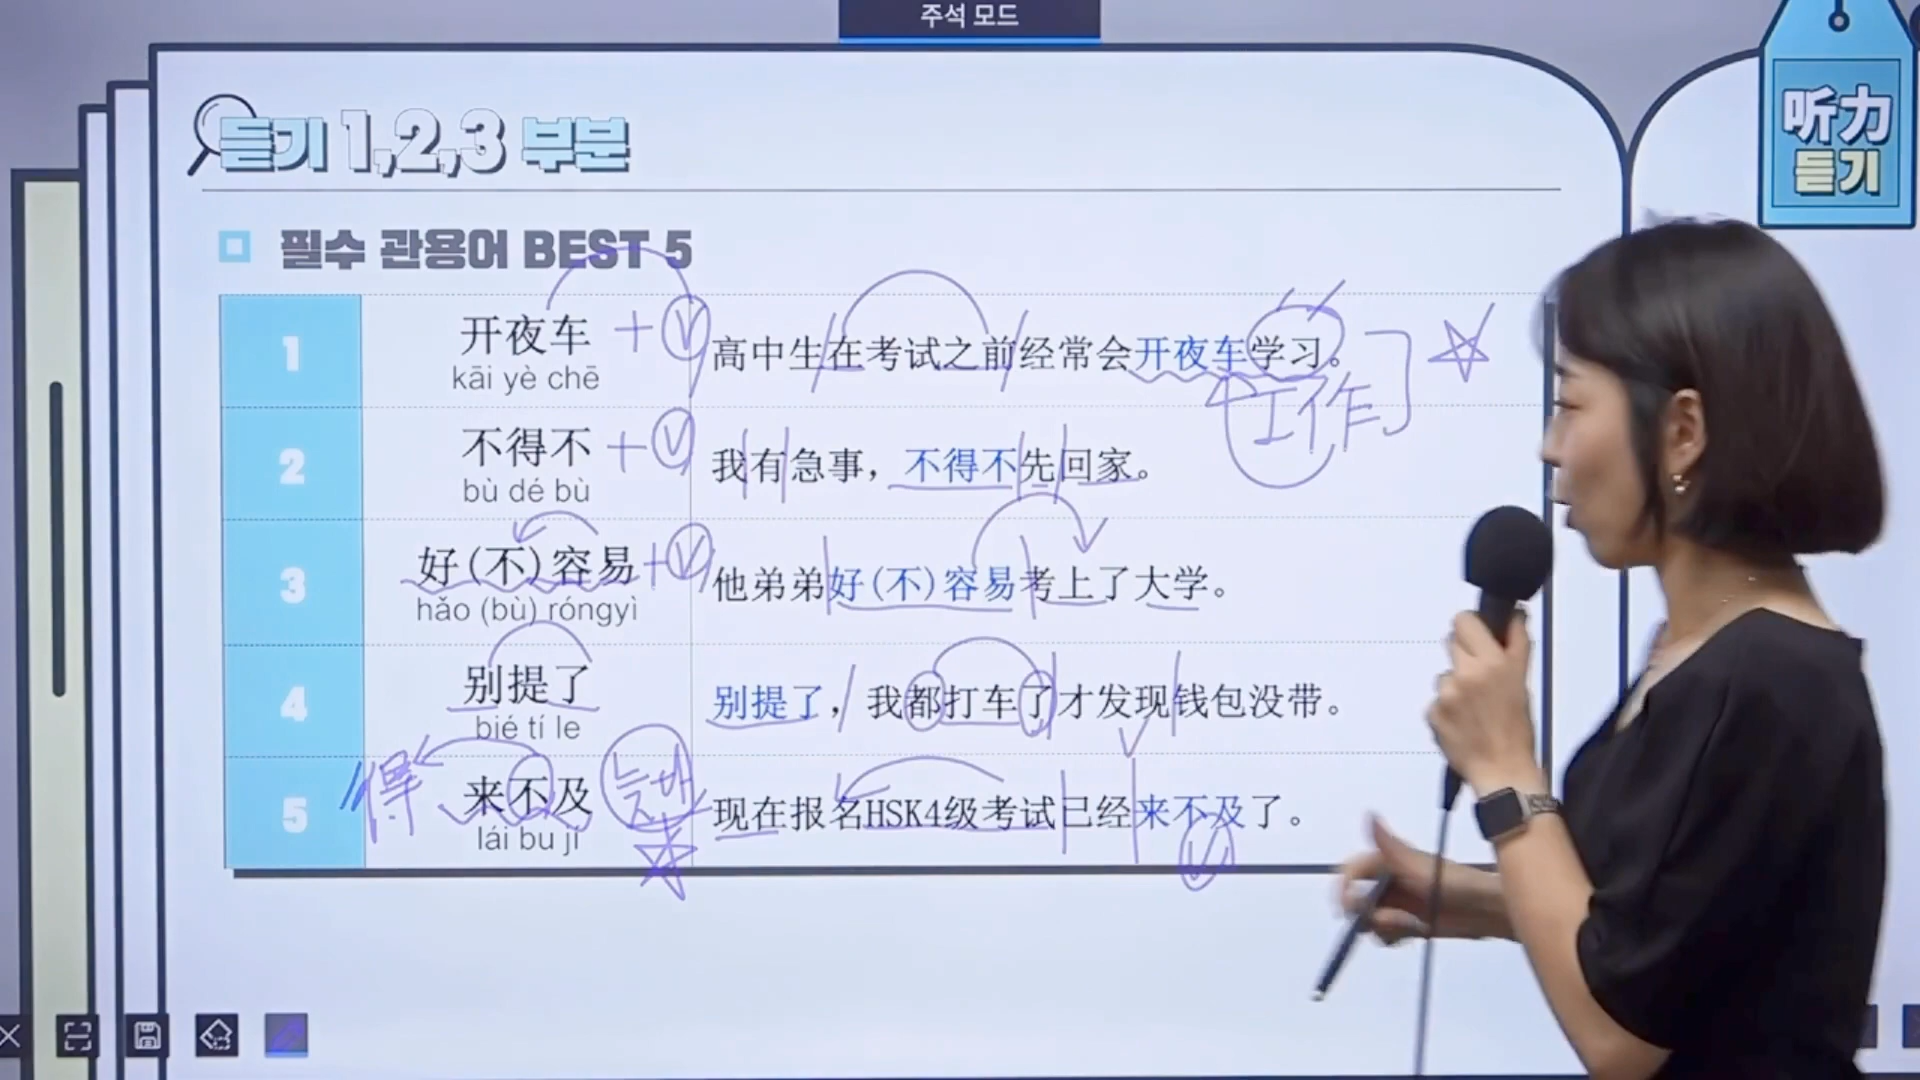 주석 모드
听力
듣기
듣기 1,2,3 부분
필수 관용어 BEST 5
1
开夜车 + V
kāi yè chē
高中生在考试之前经常会开夜车学习。
工作
2
不得不 + V
bù dé bù
我有急事，不得不先回家。
3
好(不)容易 + V
hǎo (bù) róngyì
他弟弟好(不)容易考上了大学。
4
别提了
bié tí le
别提了，我都打车了才发现钱包没带。
5
得
来不及
lái bu jí
现在报名HSK4级考试已经来不及了。
V